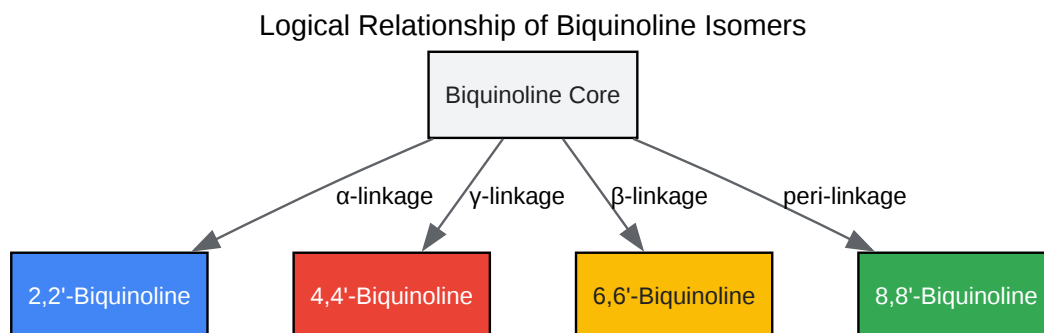 Logical Relationship of Biquinoline Isomers
Biquinoline Core
α-linkage
γ-linkage
β-linkage
peri-linkage
2,2'-Biquinoline
4,4'-Biquinoline
6,6'-Biquinoline
8,8'-Biquinoline